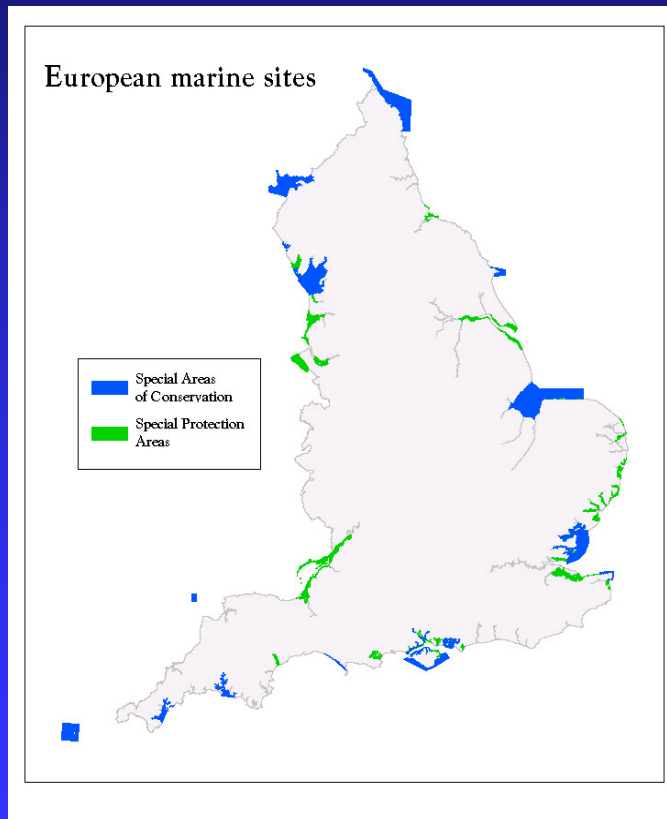 European marine sites
Special Areas
of Conservation
Special Protection
Areas